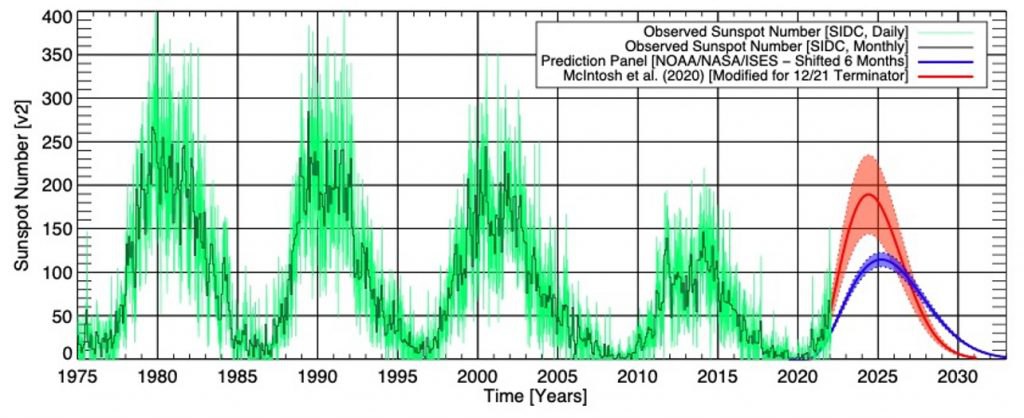 Observed Sunspot Number [SIDC, Daily]
Observed Sunspot Number [SIDC, Monthly]
Prediction Panel [NOAA/NASA/ISES – Shifted 6 Months]
McIntosh et al. (2020) [Modified for 12/21 Terminator]
Sunspot Number [v2]
400
350
300
250
200
150
100
50
0
1975 1980 1985 1990 1995 2000 2005 2010 2015 2020 2025 2030
Time [Years]